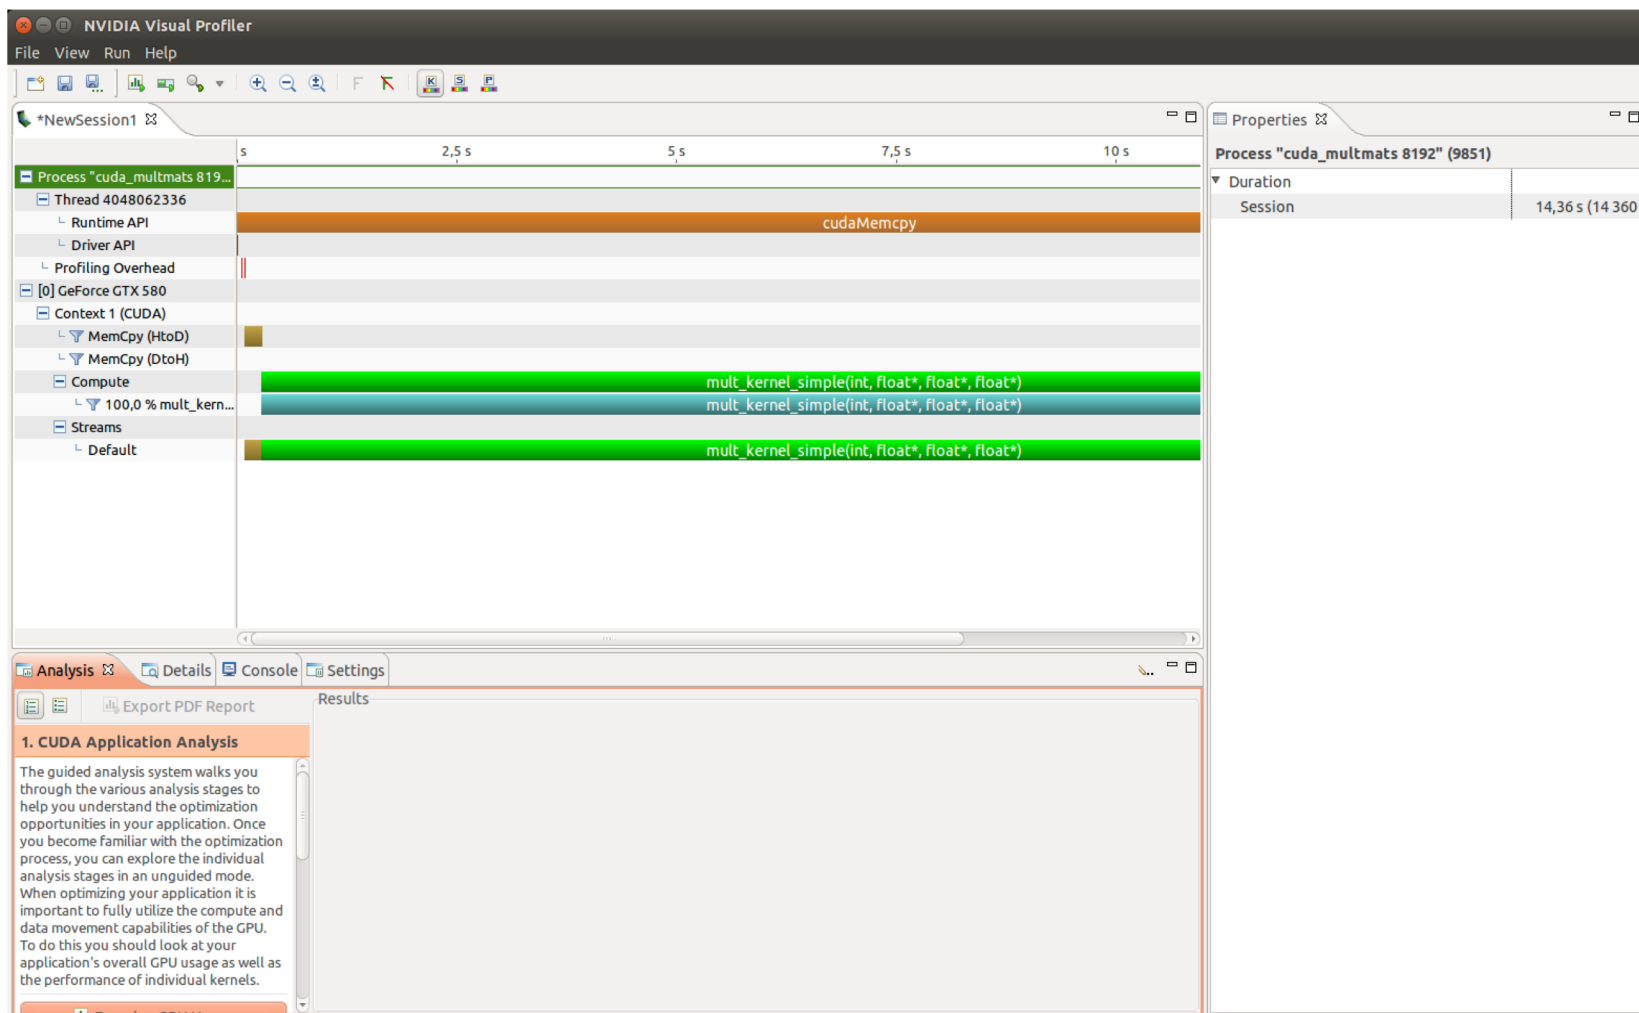 NVIDIA Visual Profiler
File View Run Help
*NewSession1
s 2,5 s 5 s 7,5 s 10 s
Process "cuda_multmats 819...
Thread 4048062336
Runtime API
cudaMemcpy
Driver API
Profiling Overhead
[0] GeForce GTX 580
Context 1 (CUDA)
MemCpy (HtoD)
MemCpy (DtoH)
Compute
mult_kernel_simple(int, float*, float*, float*)
100,0 % mult_kern...
mult_kernel_simple(int, float*, float*, float*)
Streams
Default
mult_kernel_simple(int, float*, float*, float*)
Properties
Process "cuda_multmats 8192" (9851)
Duration
Session 14,36 s (14 360
Analysis Details Console Settings
Export PDF Report
Results
1. CUDA Application Analysis
The guided analysis system walks you
through the various analysis stages to
help you understand the optimization
opportunities in your application. Once
you become familiar with the optimization
process, you can explore the individual
analysis stages in an unguided mode.
When optimizing your application it is
important to fully utilize the compute and
data movement capabilities of the GPU.
To do this you should look at your
application's overall GPU usage as well as
the performance of individual kernels.